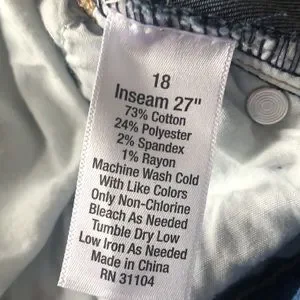 18
Inseam 27"
73% Cotton
24% Polyester
2% Spandex
1% Rayon
Machine Wash Cold
With Like Colors
Only Non-Chlorine
Bleach As Needed
Tumble Dry Low
Low Iron As Needed
Made in China
RN 31104